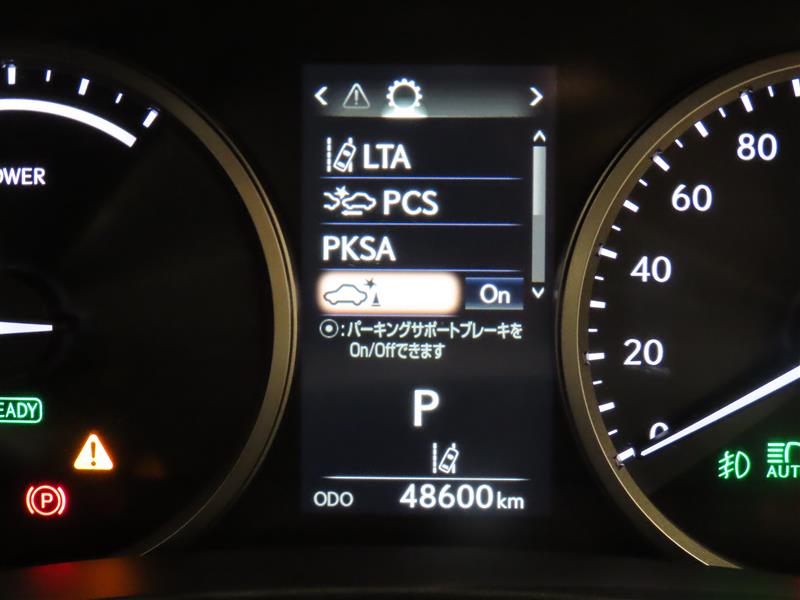 OWER
LTA
PCS
PKSA
On
⦿:パーキングサポートブレーキを
On/Offできます
P
ODO 48600km
EADY
P
80
60
40
20
0
AUT